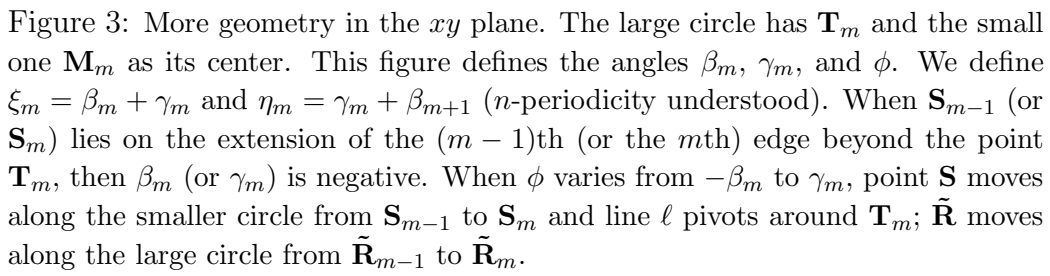 Figure 3: More geometry in the xy plane. The large circle has T_m and the small
one M_m as its center. This figure defines the angles β_m, γ_m, and ϕ. We define
ξ_m = β_m + γ_m and η_m = γ_m + β_{m+1} (n-periodicity understood). When S_{m−1} (or
S_m) lies on the extension of the (m − 1)th (or the mth) edge beyond the point
T_m, then β_m (or γ_m) is negative. When ϕ varies from −β_m to γ_m, point S moves
along the smaller circle from S_{m−1} to S_m and line ℓ pivots around T_m; R̃ moves
along the large circle from R̃_{m−1} to R̃_m.